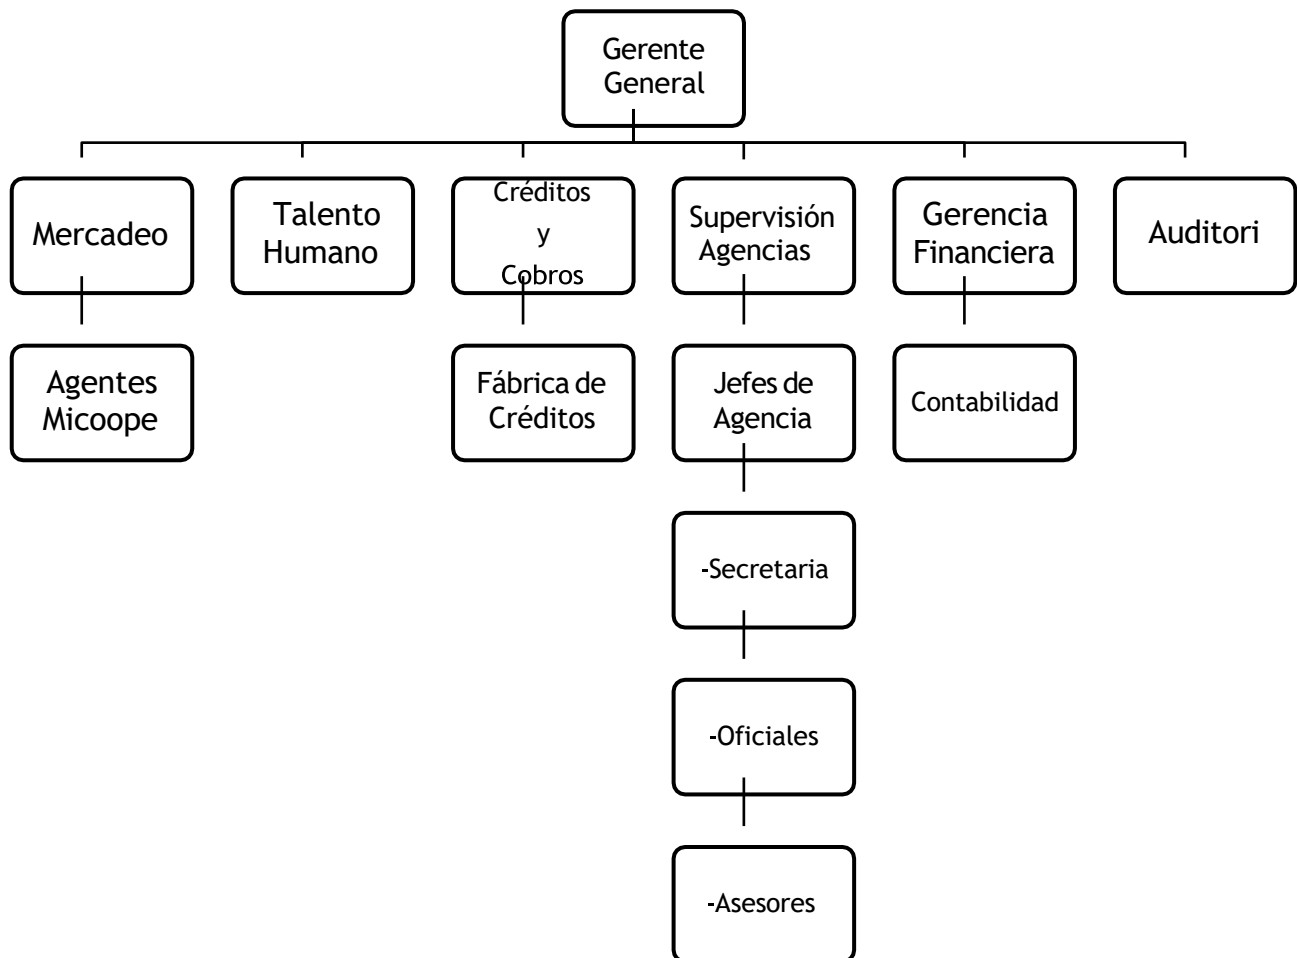 Gerente
General
Mercadeo
Talento
Humano
Créditos
y
Cobros
Supervisión
Agencias
Gerencia
Financiera
Auditori
Agentes
Micoope
Fábrica de
Créditos
Jefes de
Agencia
Contabilidad
-Secretaria
-Oficiales
-Asesores